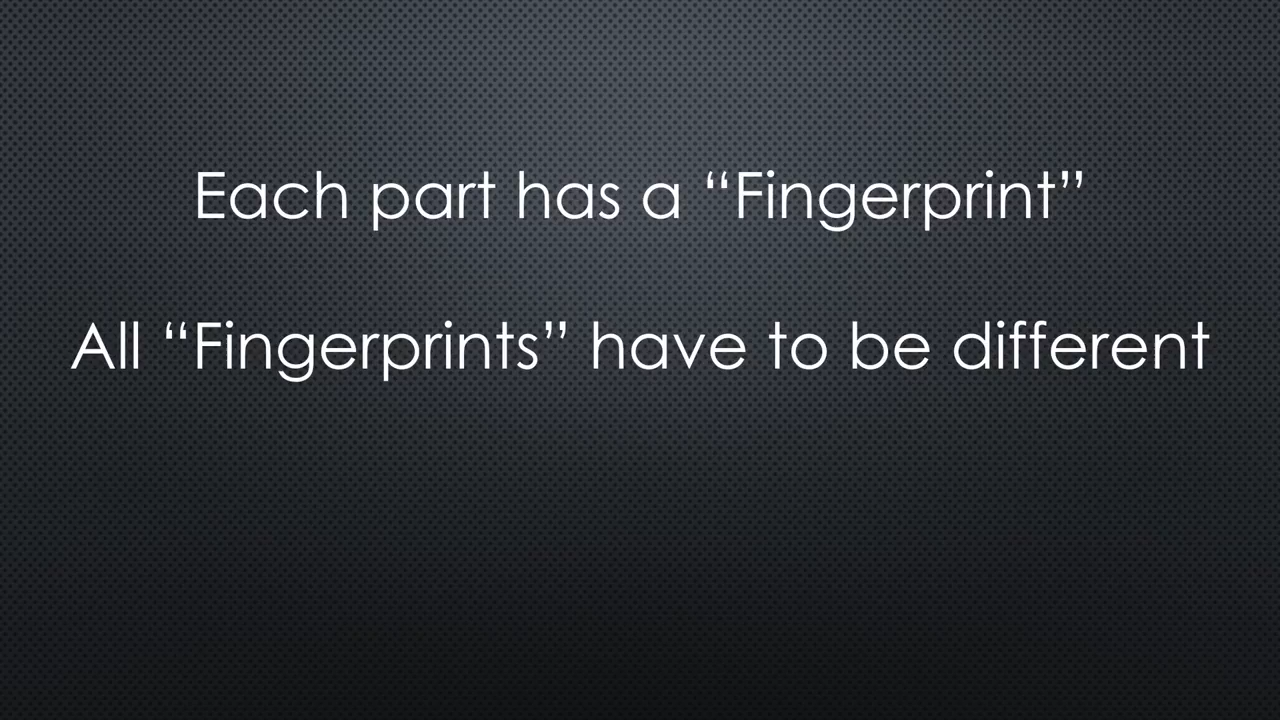 Each part has a “Fingerprint”
All “Fingerprints” have to be different